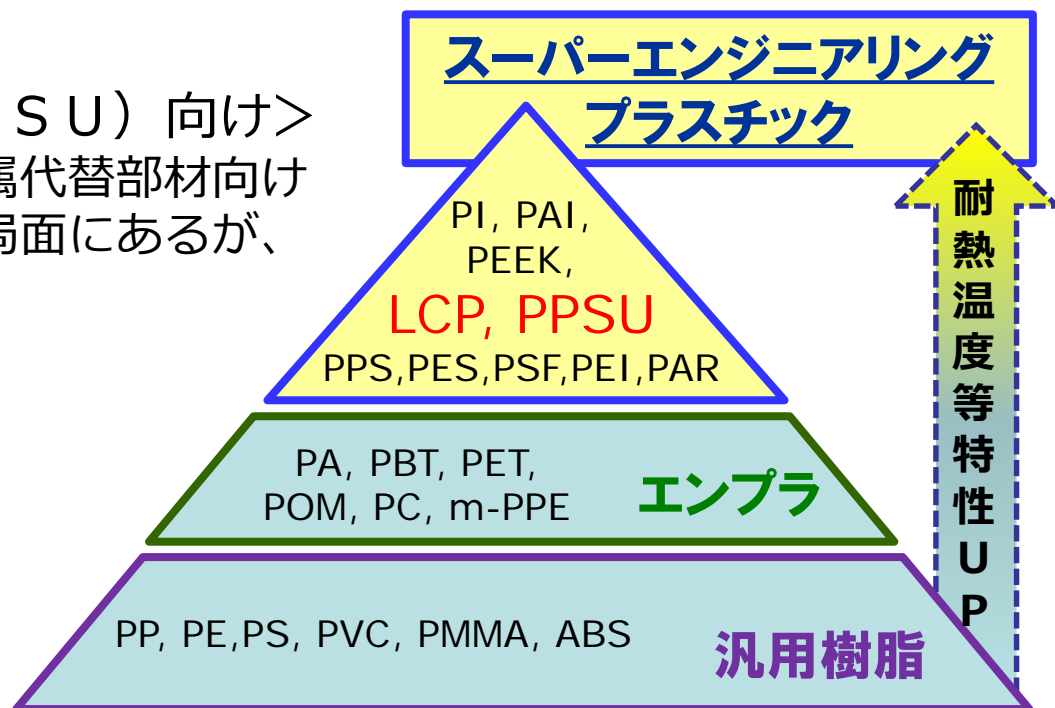 スーパーエンジニアリング
プラスチック
ＳＵ）向け＞
属代替部材向け
局面にあるが、
PI, PAI,
PEEK,
LCP, PPSU
PPS,PES,PSF,PEI,PAR
PA, PBT, PET,
POM, PC, m-PPE
エンプラ
PP, PE,PS, PVC, PMMA, ABS
汎用樹脂
耐熱温度等特性UP